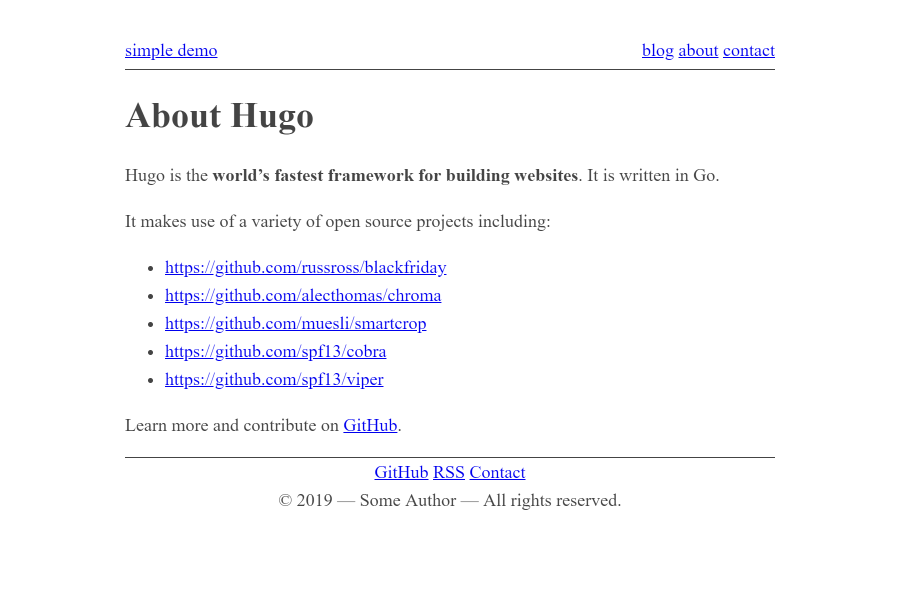 simple demo blog about contact
About Hugo
Hugo is the world’s fastest framework for building websites. It is written in Go.
It makes use of a variety of open source projects including:
https://github.com/russross/blackfriday
https://github.com/alecthomas/chroma
https://github.com/muesli/smartcrop
https://github.com/spf13/cobra
https://github.com/spf13/viper
Learn more and contribute on GitHub.
GitHub RSS Contact
© 2019 — Some Author — All rights reserved.